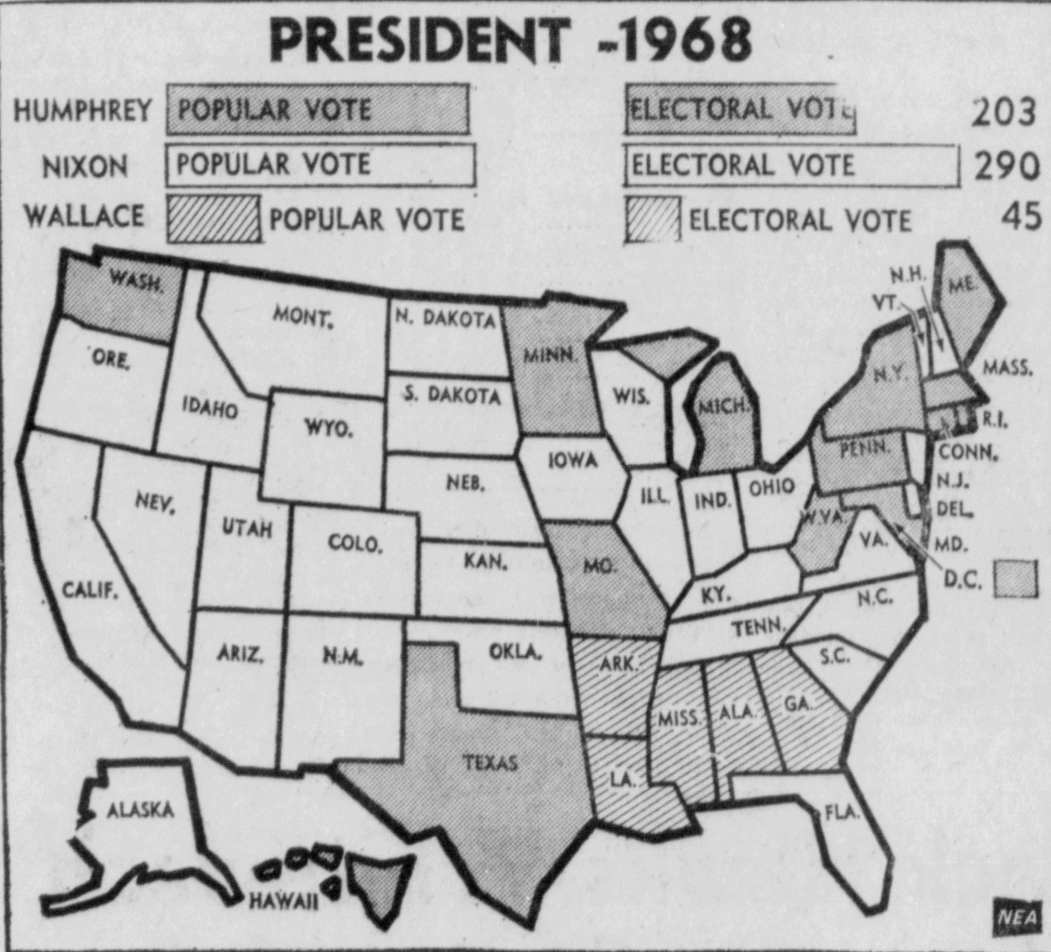 PRESIDENT -1968
HUMPHREY POPULAR VOTE ELECTORAL VOTE 203
NIXON POPULAR VOTE ELECTORAL VOTE 290
WALLACE POPULAR VOTE ELECTORAL VOTE 45
WASH.
MONT.
N. DAKOTA
MINN.
N.H.
VT.
ME.
ORE.
IDAHO
WYO.
S. DAKOTA
WIS.
MICH.
N.Y.
MASS.
R.I.
CONN.
NEV.
UTAH
COLO.
NEB.
IOWA
ILL.
IND.
OHIO
PENN.
N.J.
DEL.
MD.
D.C.
CALIF.
KAN.
MO.
KY.
W.VA.
VA.
N.C.
TENN.
S.C.
ARIZ.
N.M.
OKLA.
ARK.
MISS.
ALA.
GA.
TEXAS
LA.
FLA.
ALASKA
HAWAII
NEA